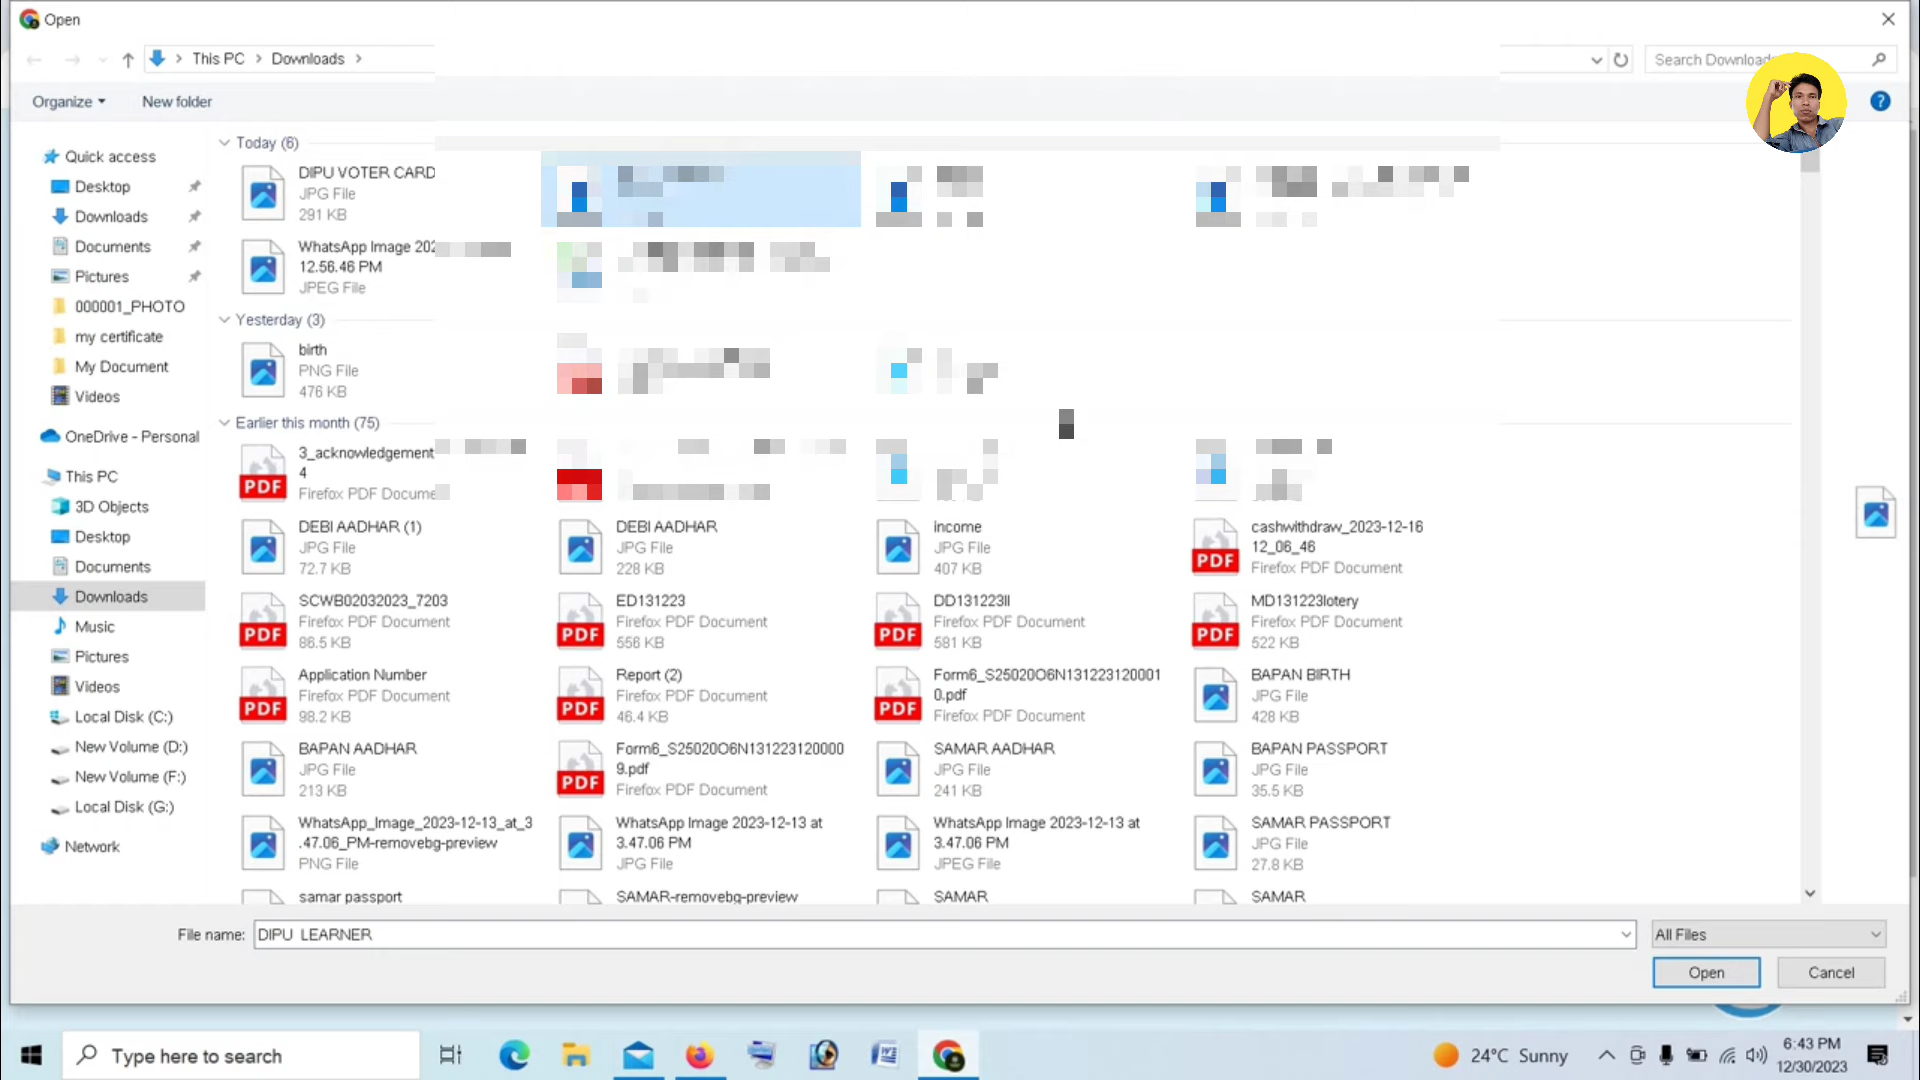 Open
This PC
Downloads
Search Downloads
Organize
New folder
Quick access
Desktop
Downloads
Documents
Pictures
000001_PHOTO
my certificate
My Document
Videos
OneDrive - Personal
This PC
3D Objects
Desktop
Documents
Downloads
Music
Pictures
Videos
Local Disk (C:)
New Volume (D:)
New Volume (F:)
Local Disk (G:)
Network
Today (6)
DIPU VOTER CARD
JPG File
291 KB
WhatsApp Image
12.56.46 PM
JPEG File
Yesterday (3)
birth
PNG File
476 KB
Earlier this month (75)
3_acknowledgement
4
Firefox PDF
PDF
DEBI AADHAR (1)
JPG File
72.7 KB
DEBI AADHAR
JPG File
228 KB
income
JPG File
407 KB
cashwithdraw_2023-12-16
12_06_46
Firefox PDF Document
PDF
SCWB02032023_7203
Firefox PDF Document
86.5 KB
PDF
ED131223
Firefox PDF Document
556 KB
PDF
DD131223ll
Firefox PDF Document
581 KB
PDF
MD131223lotery
Firefox PDF Document
522 KB
PDF
Application Number
Firefox PDF Document
98.2 KB
PDF
Report (2)
Firefox PDF Document
46.4 KB
PDF
Form6_S25020O6N131223120001
0.pdf
Firefox PDF Document
PDF
BAPAN BIRTH
JPG File
428 KB
BAPAN AADHAR
JPG File
213 KB
Form6_S25020O6N131223120000
9.pdf
Firefox PDF Document
PDF
SAMAR AADHAR
JPG File
241 KB
BAPAN PASSPORT
JPG File
35.5 KB
WhatsApp_Image_2023-12-13_at_3
.47.06_PM-removebg-preview
PNG File
WhatsApp Image 2023-12-13 at
3.47.06 PM
JPG File
WhatsApp Image 2023-12-13 at
3.47.06 PM
JPEG File
SAMAR PASSPORT
JPG File
27.8 KB
samar passport
SAMAR-removebg-preview
SAMAR
SAMAR
File name:
DIPU LEARNER
All Files
Open
Cancel
Type here to search
24°C Sunny
6:43 PM
12/30/2023